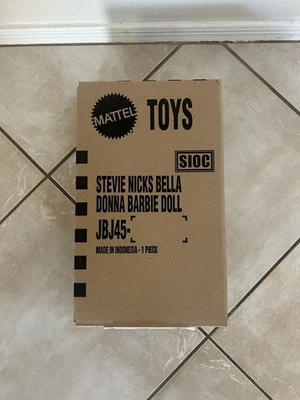 MATTEL TOYS
SIOC
STEVIE NICKS BELLA
DONNA BARBIE DOLL
JBJ45-
MADE IN INDONESIA - 1 PIECE